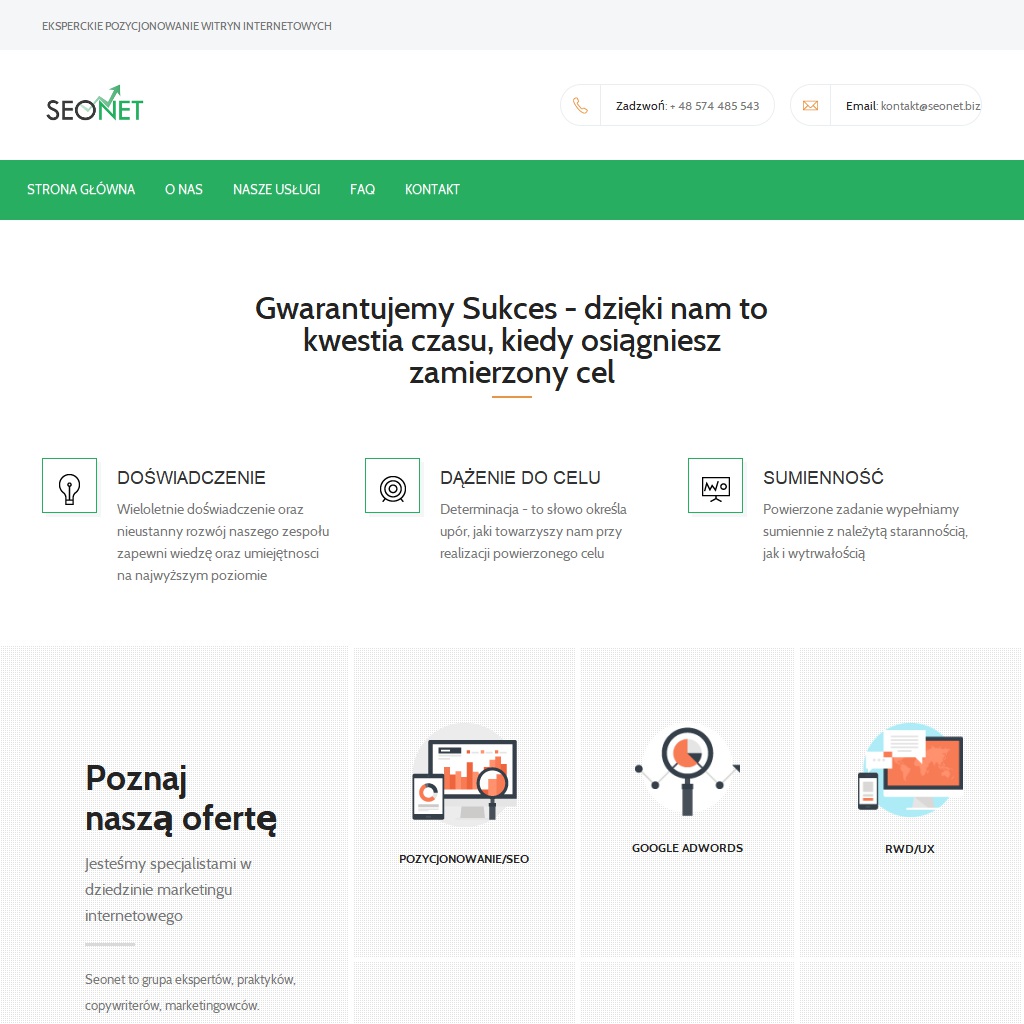 EKSPERCKIE POZYCJONOWANIE WITRYN INTERNETOWYCH
SEONET
Zadzwoń: + 48 574 485 543
Email: kontakt@seonet.biz
STRONA GŁÓWNA
O NAS
NASZE USŁUGI
FAQ
KONTAKT
Gwarantujemy Sukces - dzięki nam to
kwestia czasu, kiedy osiągniesz
zamierzony cel
DOŚWIADCZENIE
Wieloletnie doświadczenie oraz
nieustanny rozwój naszego zespołu
zapewni wiedzę oraz umiejętnosci
na najwyższym poziomie
DĄŻENIE DO CELU
Determinacja - to słowo określa
upór, jaki towarzyszy nam przy
realizacji powierzonego celu
SUMIENNOŚĆ
Powierzone zadanie wypełniamy
sumiennie z należytą starannością,
jak i wytrwałością
Poznaj
naszą ofertę
Jesteśmy specjalistami w
dziedzinie marketingu
internetowego
Seonet to grupa ekspertów, praktyków,
copywriterów, marketingowców.
POZYCJONOWANIE/SEO
GOOGLE ADWORDS
RWD/UX